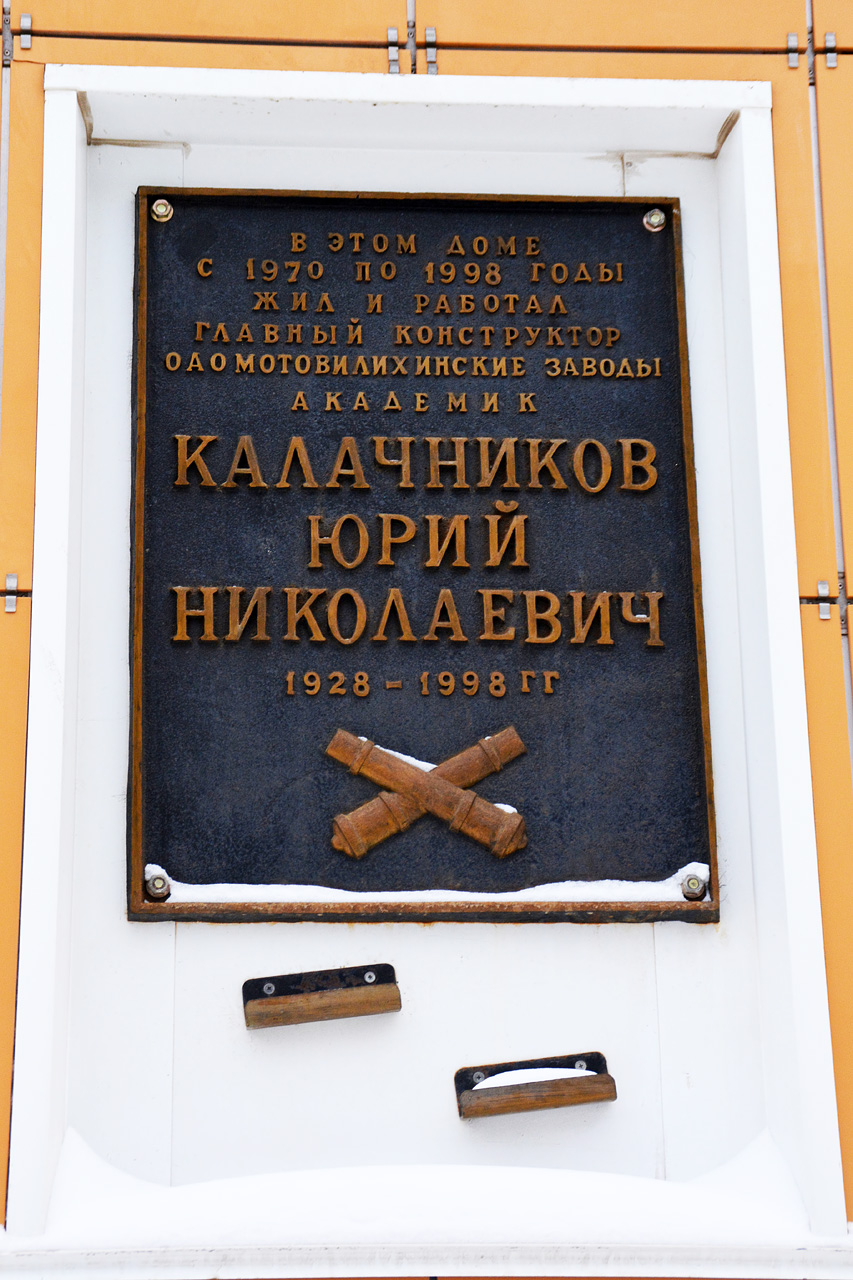 В ЭТОМ ДОМЕ
С 1970 ПО 1998 ГОДЫ
ЖИЛ И РАБОТАЛ
ГЛАВНЫЙ КОНСТРУКТОР
ОАО МОТОВИЛИХИНСКИЕ ЗАВОДЫ
АКАДЕМИК
КАЛАЧНИКОВ
ЮРИЙ
НИКОЛАЕВИЧ
1928 - 1998 ГГ